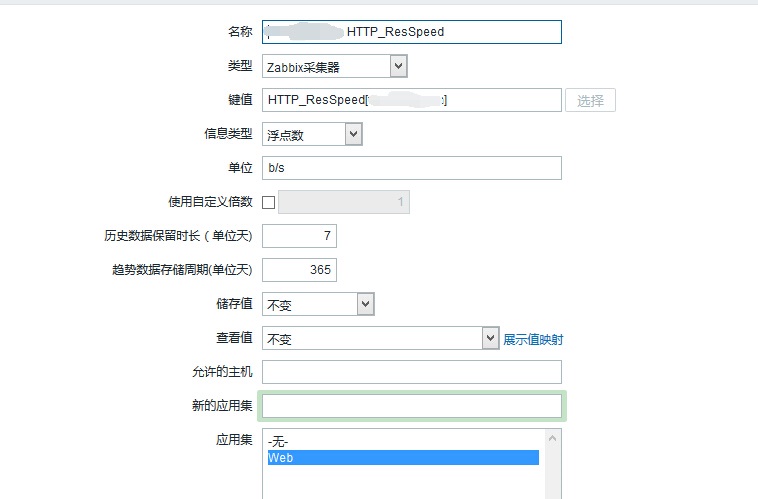 名称 HTTP_ResSpeed
类型 Zabbix采集器
键值 HTTP_ResSpeed[ ] 选择
信息类型 浮点数
单位 b/s
使用自定义倍数 1
历史数据保留时长（单位天) 7
趋势数据存储周期(单位天) 365
储存值 不变
查看值 不变 展示值映射
允许的主机
新的应用集
应用集 -无-
Web